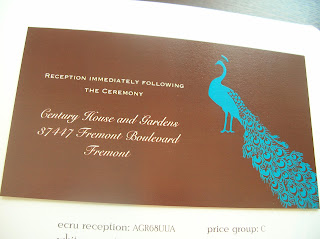 Reception immediately following
the Ceremony
Century House and Gardens
37447 Fremont Boulevard
Fremont
ecru reception: AGR68UUA price group: C